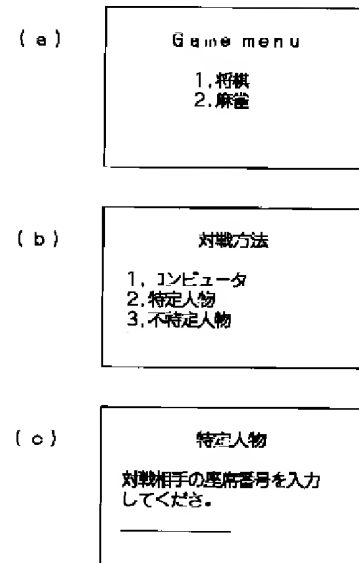 (a)
Game menu
1.将棋
2.麻雀
(b)
対戦方法
1.コンピュータ
2.特定人物
3.不特定人物
(c)
特定人物
対戦相手の座席番号を入力
してくださ。